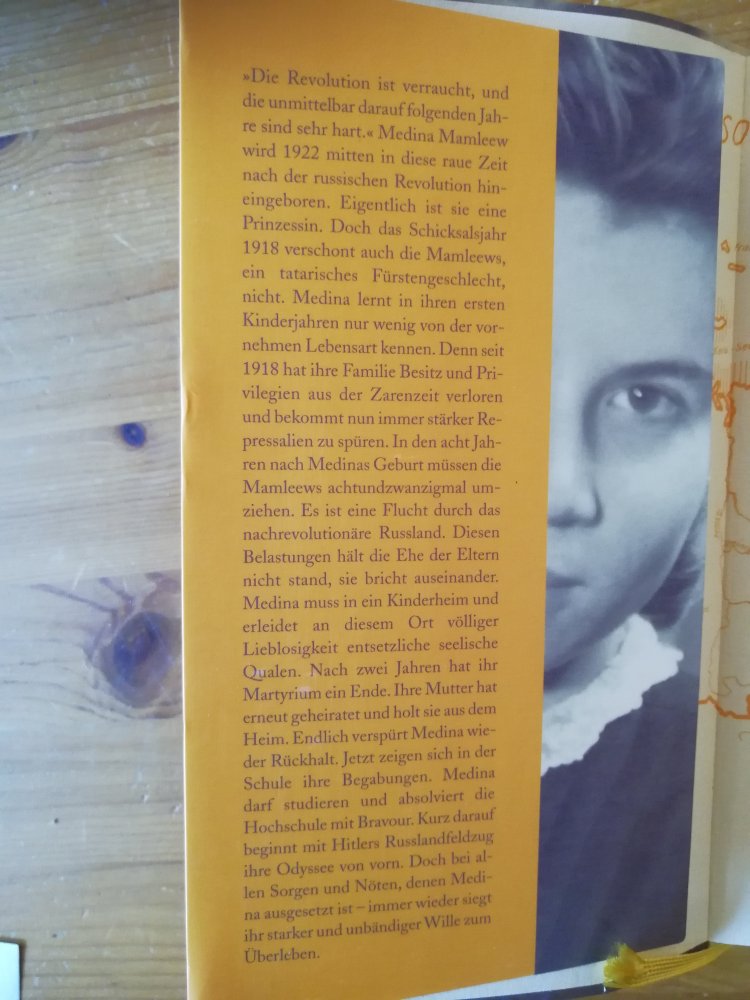 »Die Revolution ist verraucht, und
die unmittelbar darauf folgenden Jah-
re sind sehr hart.« Medina Mamleew
wird 1922 mitten in diese raue Zeit
nach der russischen Revolution hin-
eingeboren. Eigentlich ist sie eine
Prinzessin. Doch das Schicksalsjahr
1918 verschont auch die Mamleews,
ein tatarisches Fürstengeschlecht,
nicht. Medina lernt in ihren ersten
Kinderjahren nur wenig von der vor-
nehmen Lebensart kennen. Denn seit
1918 hat ihre Familie Besitz und Pri-
vilegien aus der Zarenzeit verloren
und bekommt nun immer stärker Re-
pressalien zu spüren. In den acht Jah-
ren nach Medinas Geburt müssen die
Mamleews achtundzwanzigmal um-
ziehen. Es ist eine Flucht durch das
nachrevolutionäre Russland. Diesen
Belastungen hält die Ehe der Eltern
nicht stand, sie bricht auseinander.
Medina muss in ein Kinderheim und
erleidet an diesem Ort völliger
Lieblosigkeit entsetzliche seelische
Qualen. Nach zwei Jahren hat ihr
Martyrium ein Ende. Ihre Mutter hat
erneut geheiratet und holt sie aus dem
Heim. Endlich verspürt Medina wie-
der Rückhalt. Jetzt zeigen sich in der
Schule ihre Begabungen. Medina
darf studieren und absolviert die
Hochschule mit Bravour. Kurz darauf
beginnt mit Hitlers Russlandfeldzug
ihre Odyssee von vorn. Doch bei al-
len Sorgen und Nöten, denen Medi-
na ausgesetzt ist – immer wieder siegt
ihr starker und unbändiger Wille zum
Überleben.
SO